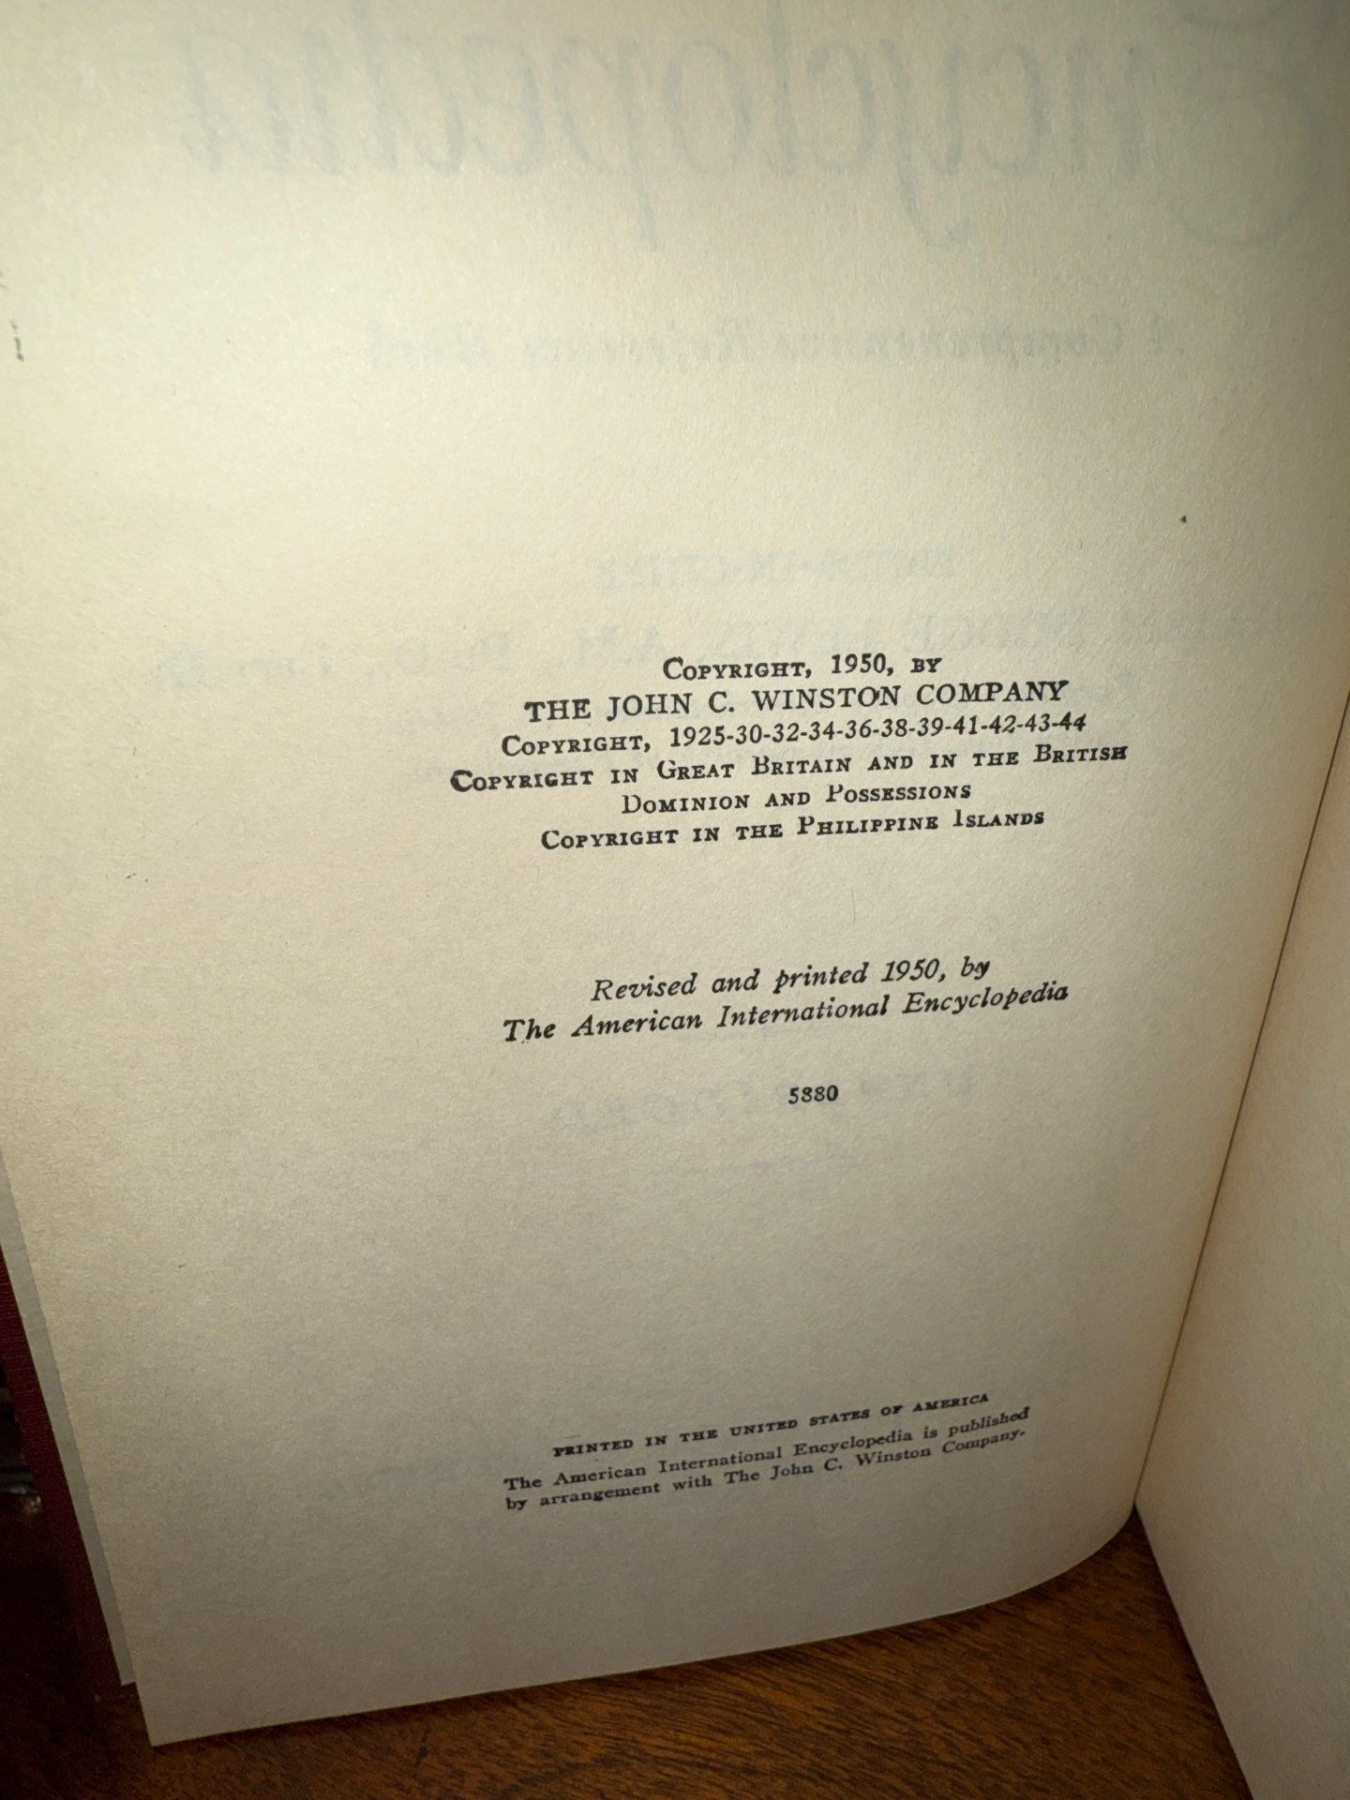 Copyright, 1950, by
THE JOHN C. WINSTON COMPANY
Copyright, 1925-30-32-34-36-38-39-41-42-43-44
Copyright in Great Britain and in the British
Dominion and Possessions
Copyright in the Philippine Islands
Revised and printed 1950, by
The American International Encyclopedia
5880
PRINTED IN THE UNITED STATES OF AMERICA
The American International Encyclopedia is published
by arrangement with The John C. Winston Company.